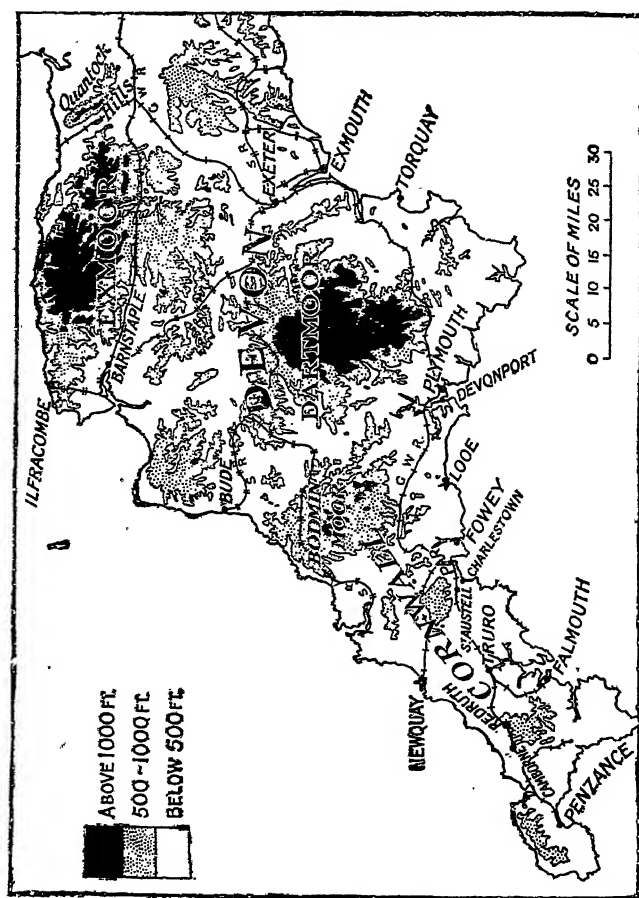 ABOVE 1000 FT.
500~1000 FT.
BELOW 500 FT.
ILFRACOMBE
Quantock
Hills
G W R
EXMOOR
BARNSTAPLE
DEVON
S R
EXETER
EXMOUTH
TORQUAY
DARTMOOR
BUDE
S R
BODMIN
MOOR
G W R
PLYMOUTH
DEVONPORT
LOOE
FOWEY
CHARLESTOWN
PAR
ST AUSTELL
CORNWALL
NEWQUAY
TRURO
REDRUTH
FALMOUTH
CAMBORNE
PENZANCE
SCALE OF MILES
0 5 10 15 20 25 30